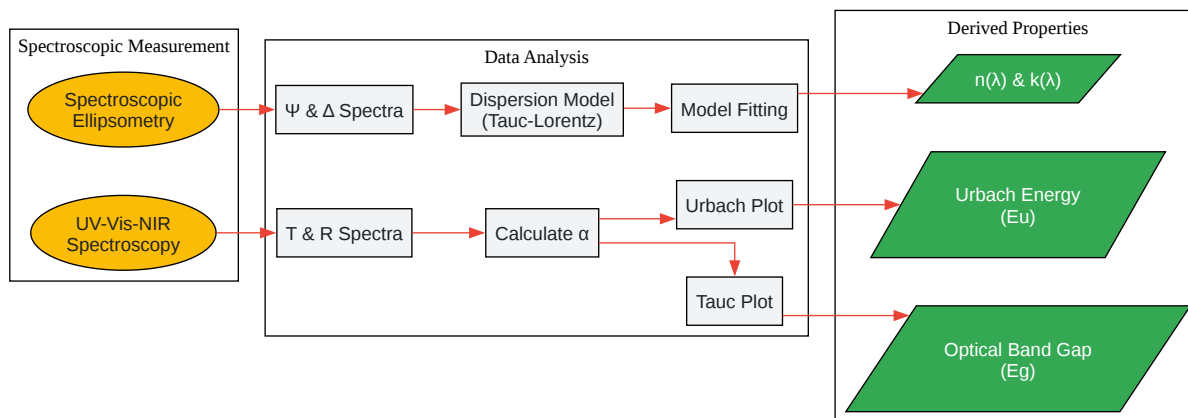 Spectroscopic Measurement
Spectroscopic
Ellipsometry
UV-Vis-NIR
Spectroscopy
Data Analysis
Ψ & Δ Spectra
Dispersion Model
(Tauc-Lorentz)
Model Fitting
T & R Spectra
Calculate α
Urbach Plot
Tauc Plot
Derived Properties
n(λ) & k(λ)
Urbach Energy
(Eu)
Optical Band Gap
(Eg)